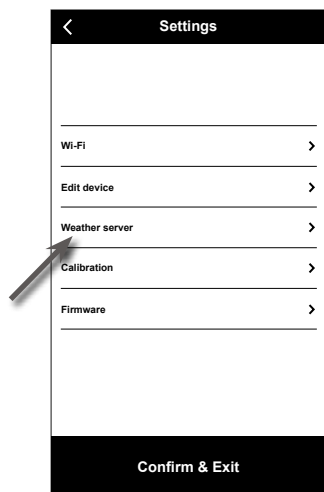 Settings
Wi-Fi
Edit device
Weather server
Calibration
Firmware
Confirm & Exit